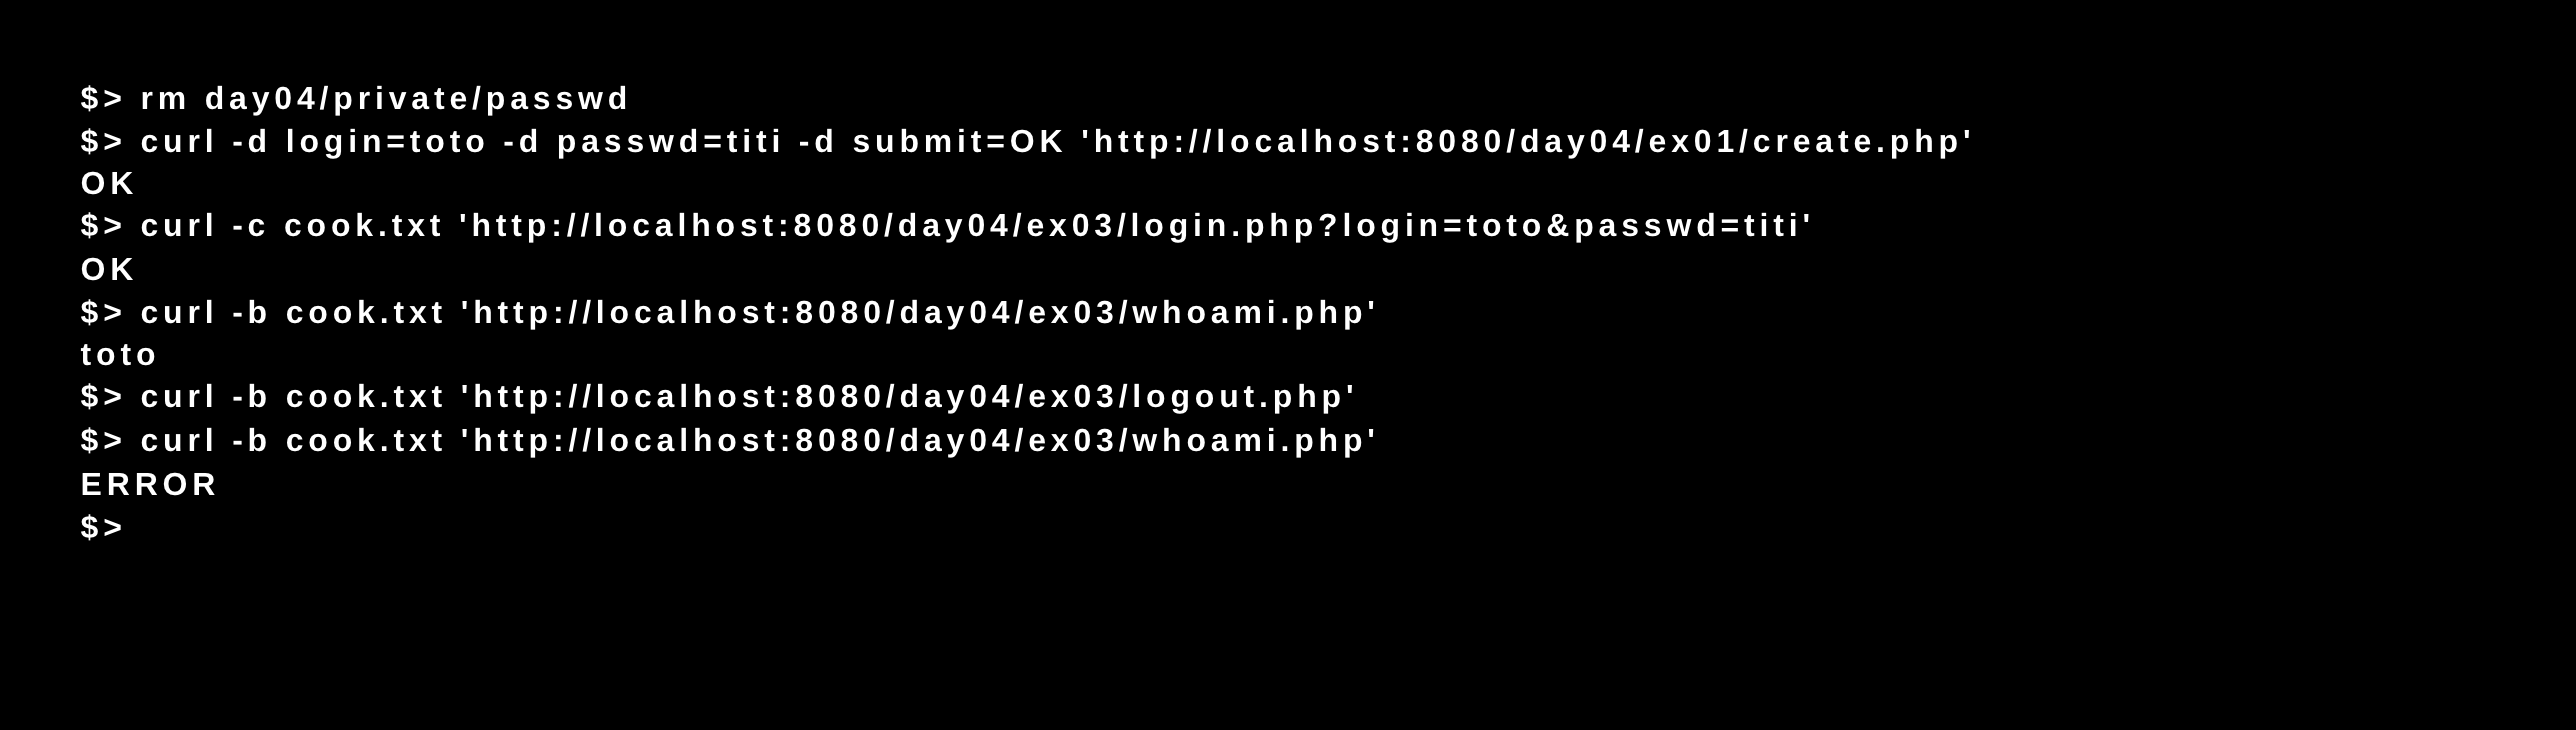 $> rm day04/private/passwd
$> curl -d login=toto -d passwd=titi -d submit=OK 'http://localhost:8080/day04/ex01/create.php'
OK
$> curl -c cook.txt 'http://localhost:8080/day04/ex03/login.php?login=toto&passwd=titi'
OK
$> curl -b cook.txt 'http://localhost:8080/day04/ex03/whoami.php'
toto
$> curl -b cook.txt 'http://localhost:8080/day04/ex03/logout.php'
$> curl -b cook.txt 'http://localhost:8080/day04/ex03/whoami.php'
ERROR
$>